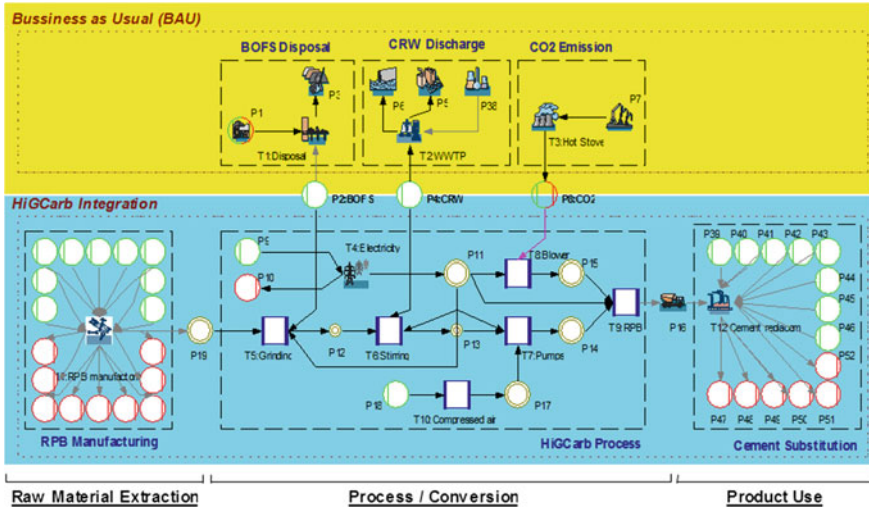 Bussiness as Usual (BAU)
BOFS Disposal
CRW Discharge
CO2 Emission
P1
P3
P6
P5
P38
P7
T1:Disposal
T2:WWTP
T3:Hot Stove
P2:BOFS
P4:CRW
P8:CO2
HiGCarb Integration
P9
T4:Electricity
P10
P11
T8:Blower
P15
P39
P40
P41
P42
P43
P44
P45
P46
P52
P19
T5:Grinding
P12
T6:Stirring
P13
T7:Pumps
P14
T9:RPB
P16
P18
T10:Compressed air
P17
P47
P48
P49
P50
P51
RPB Manufacturing
HiGCarb Process
Cement Substitution
Raw Material Extraction
Process / Conversion
Product Use